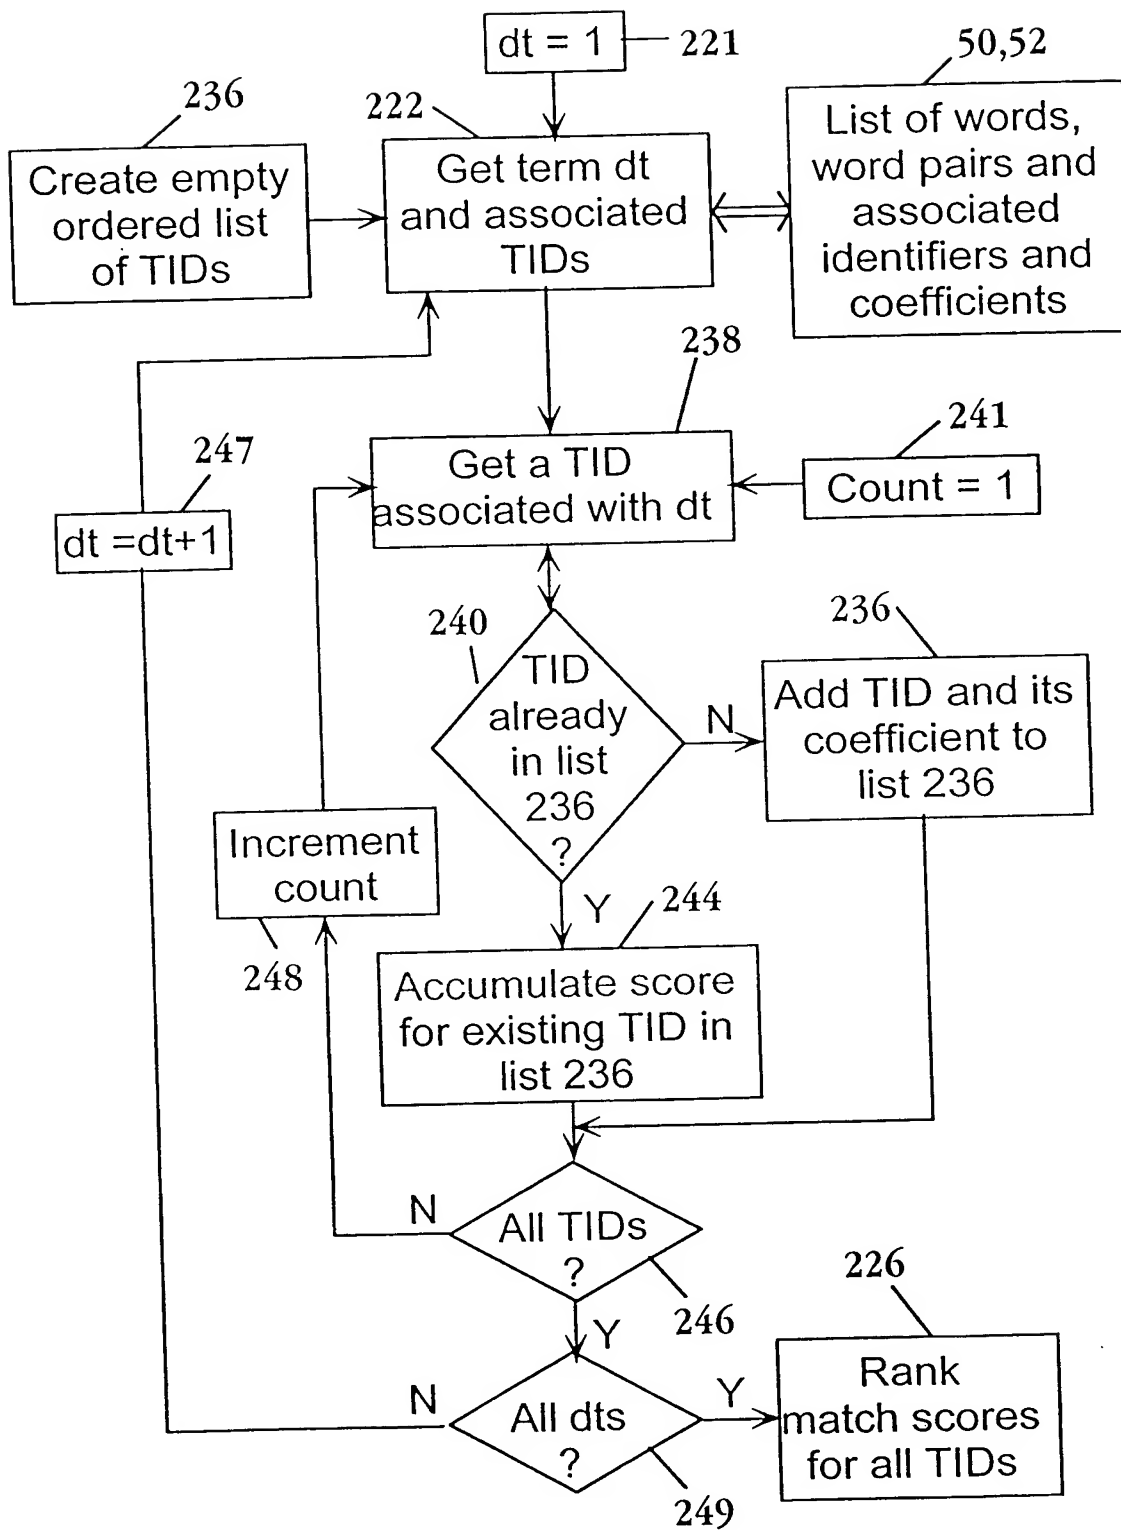 dt = 1
221
50,52
236
222
List of words,
word pairs and
associated
identifiers and
coefficients
Create empty
ordered list
of TIDs
Get term dt
and associated
TIDs
238
241
247
Get a TID
associated with dt
Count = 1
dt =dt+1
240
236
TID
already
in list
236
?
N
Add TID and its
coefficient to
list 236
Increment
count
248
Y
244
Accumulate score
for existing TID in
list 236
N
All TIDs
?
246
226
Y
N
All dts
?
Y
249
Rank
match scores
for all TIDs